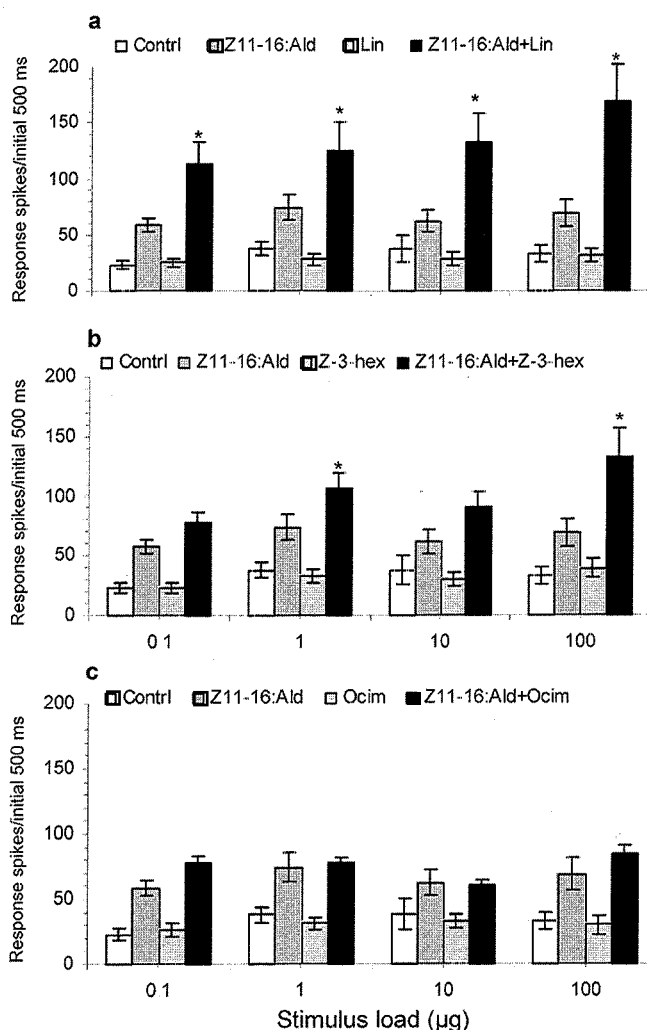 a
Contrl Z11-16:Ald Lin Z11-16:Ald+Lin
Response spikes/initial 500 ms
200
150
100
50
0
* * * *
b
Contrl Z11-16:Ald Z-3-hex Z11-16:Ald+Z-3-hex
Response spikes/initial 500 ms
200
150
100
50
0
* *
0 1 1 10 100
c
Contrl Z11-16:Ald Ocim Z11-16:Ald+Ocim
Response spikes/initial 500 ms
200
150
100
50
0
0 1 1 10 100
Stimulus load (µg)